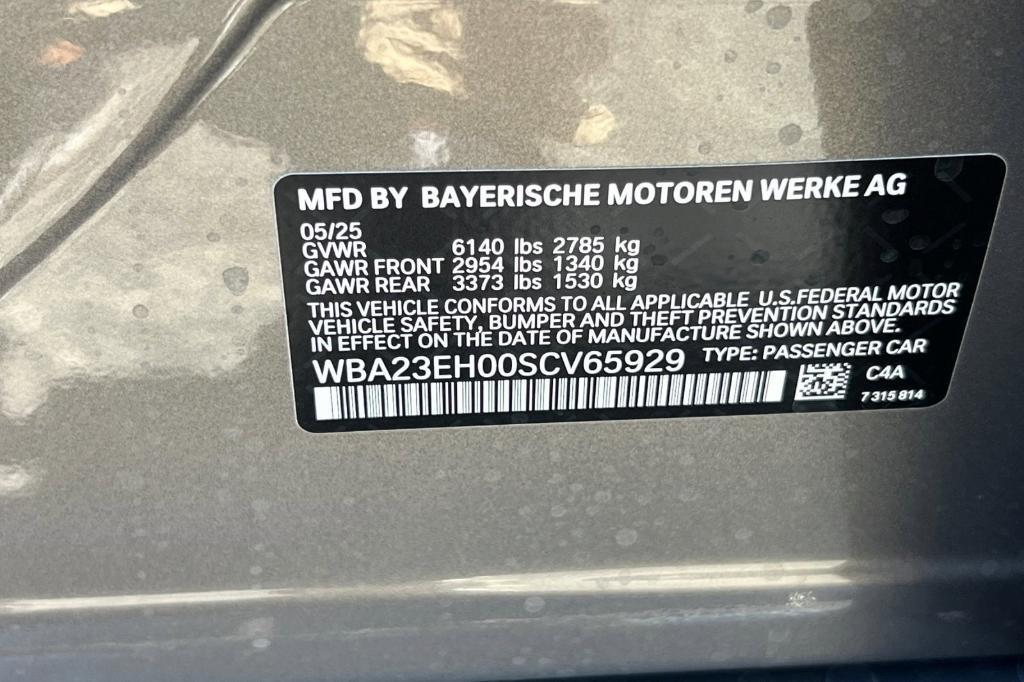 MFD BY BAYERISCHE MOTOREN WERKE AG
05/25
GVWR 6140 lbs 2785 kg
GAWR FRONT 2954 lbs 1340 kg
GAWR REAR 3373 lbs 1530 kg
THIS VEHICLE CONFORMS TO ALL APPLICABLE U.S.FEDERAL MOTOR
VEHICLE SAFETY, BUMPER AND THEFT PREVENTION STANDARDS
IN EFFECT ON THE DATE OF MANUFACTURE SHOWN ABOVE.
WBA23EH00SCV65929 TYPE: PASSENGER CAR
C4A
7 315 814